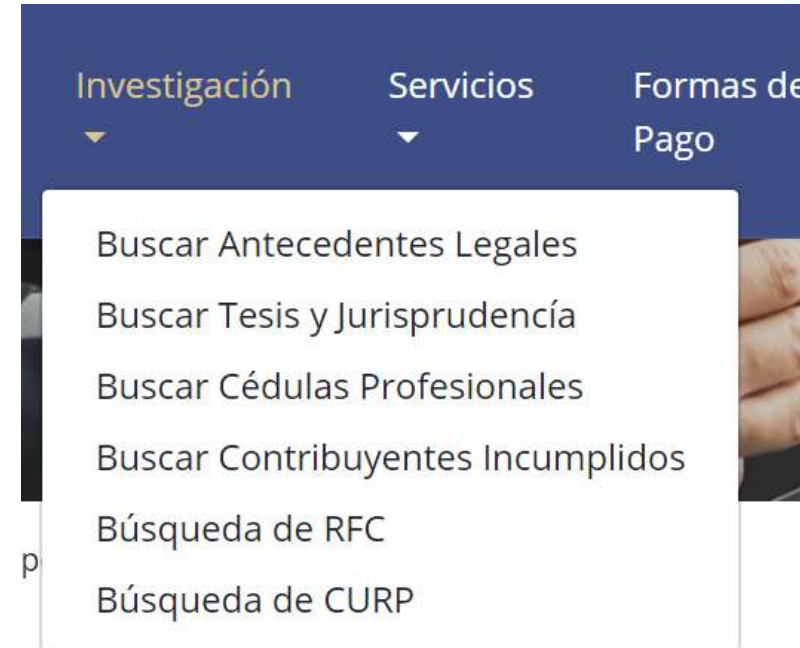 Investigación
Servicios
Formas de
Pago
Buscar Antecedentes Legales
Buscar Tesis y Jurisprudencía
Buscar Cédulas Profesionales
Buscar Contribuyentes Incumplidos
Búsqueda de RFC
Búsqueda de CURP